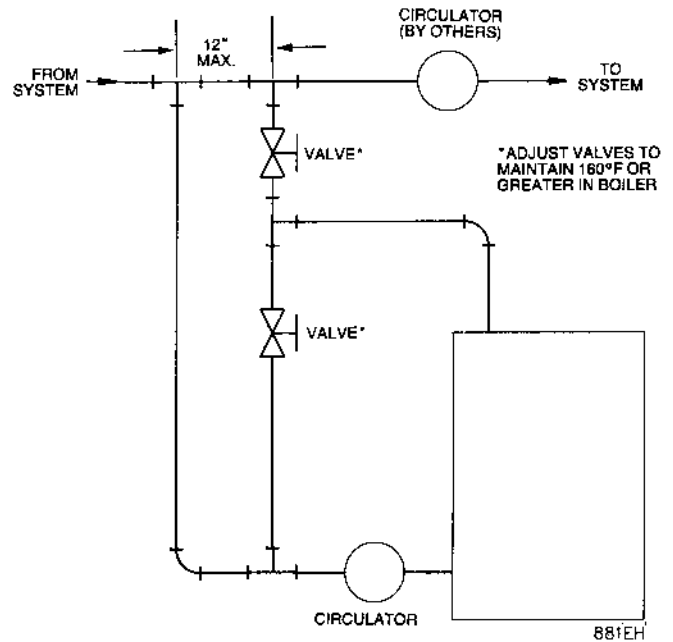 CIRCULATOR
(BY OTHERS)
12"
MAX.
FROM
SYSTEM
TO
SYSTEM
VALVE*
*ADJUST VALVES TO
MAINTAIN 160°F OR
GREATER IN BOILER
VALVE*
CIRCULATOR
881EH